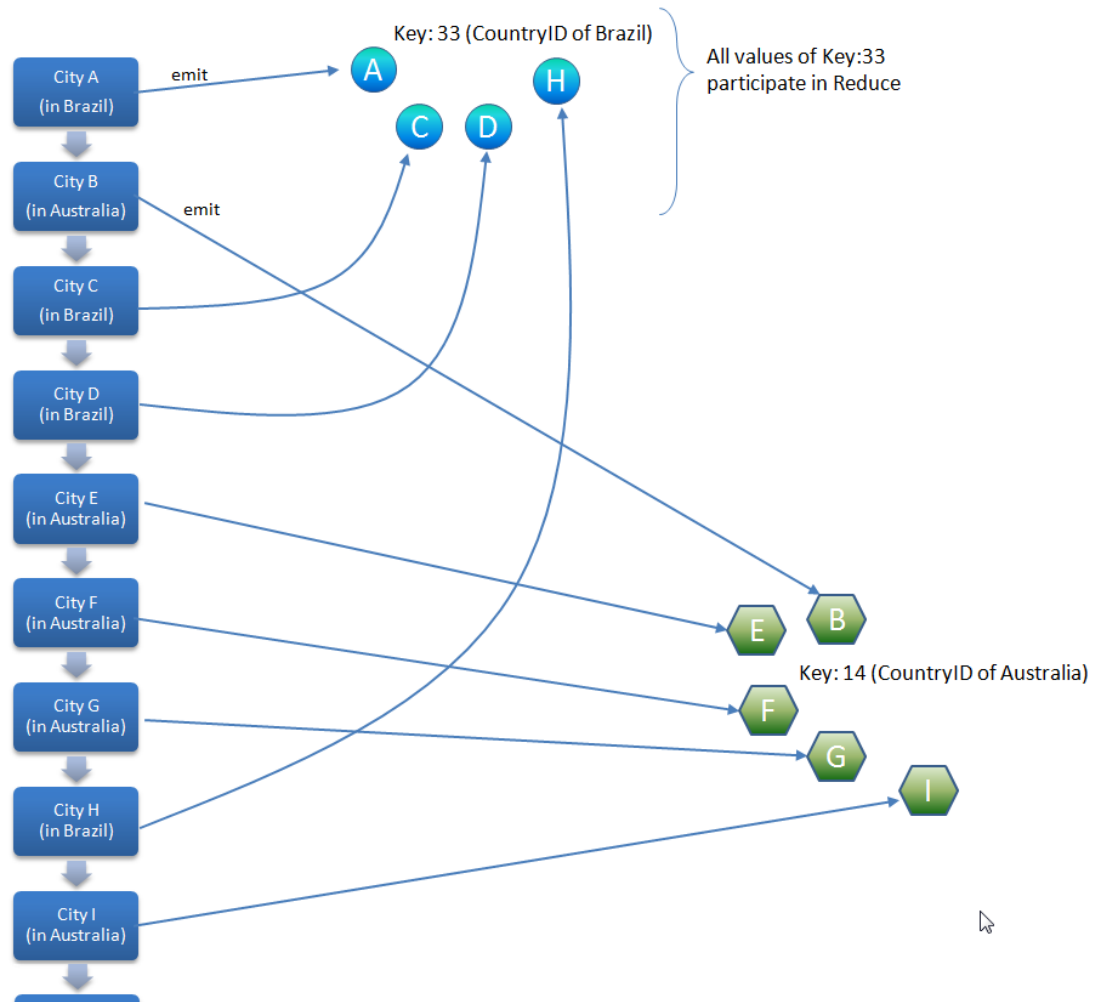 Key: 33 (CountryID of Brazil)
All values of Key:33
participate in Reduce
City A
(in Brazil)
emit
A
H
C
D
City B
(in Australia)
emit
City C
(in Brazil)
City D
(in Brazil)
City E
(in Australia)
City F
(in Australia)
E
B
Key: 14 (CountryID of Australia)
City G
(in Australia)
F
G
I
City H
(in Brazil)
City I
(in Australia)